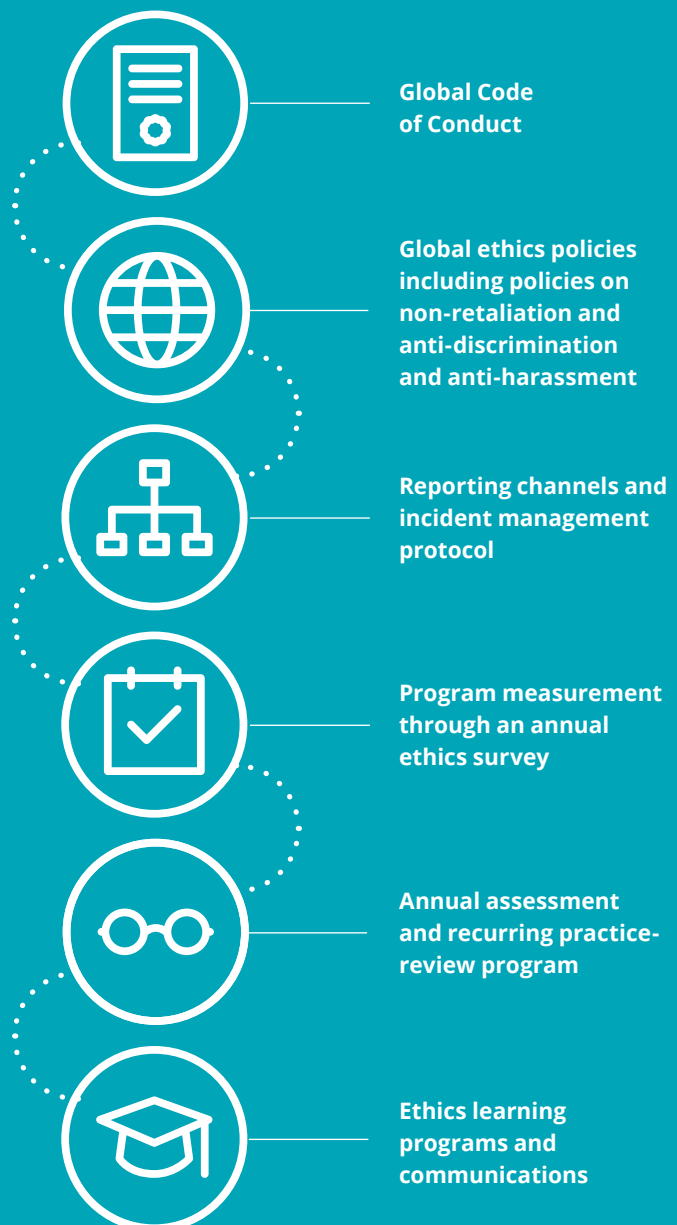 Global Code
of Conduct
Global ethics policies
including policies on
non-retaliation and
anti-discrimination
and anti-harassment
Reporting channels and
incident management
protocol
Program measurement
through an annual
ethics survey
Annual assessment
and recurring practice-
review program
Ethics learning
programs and
communications